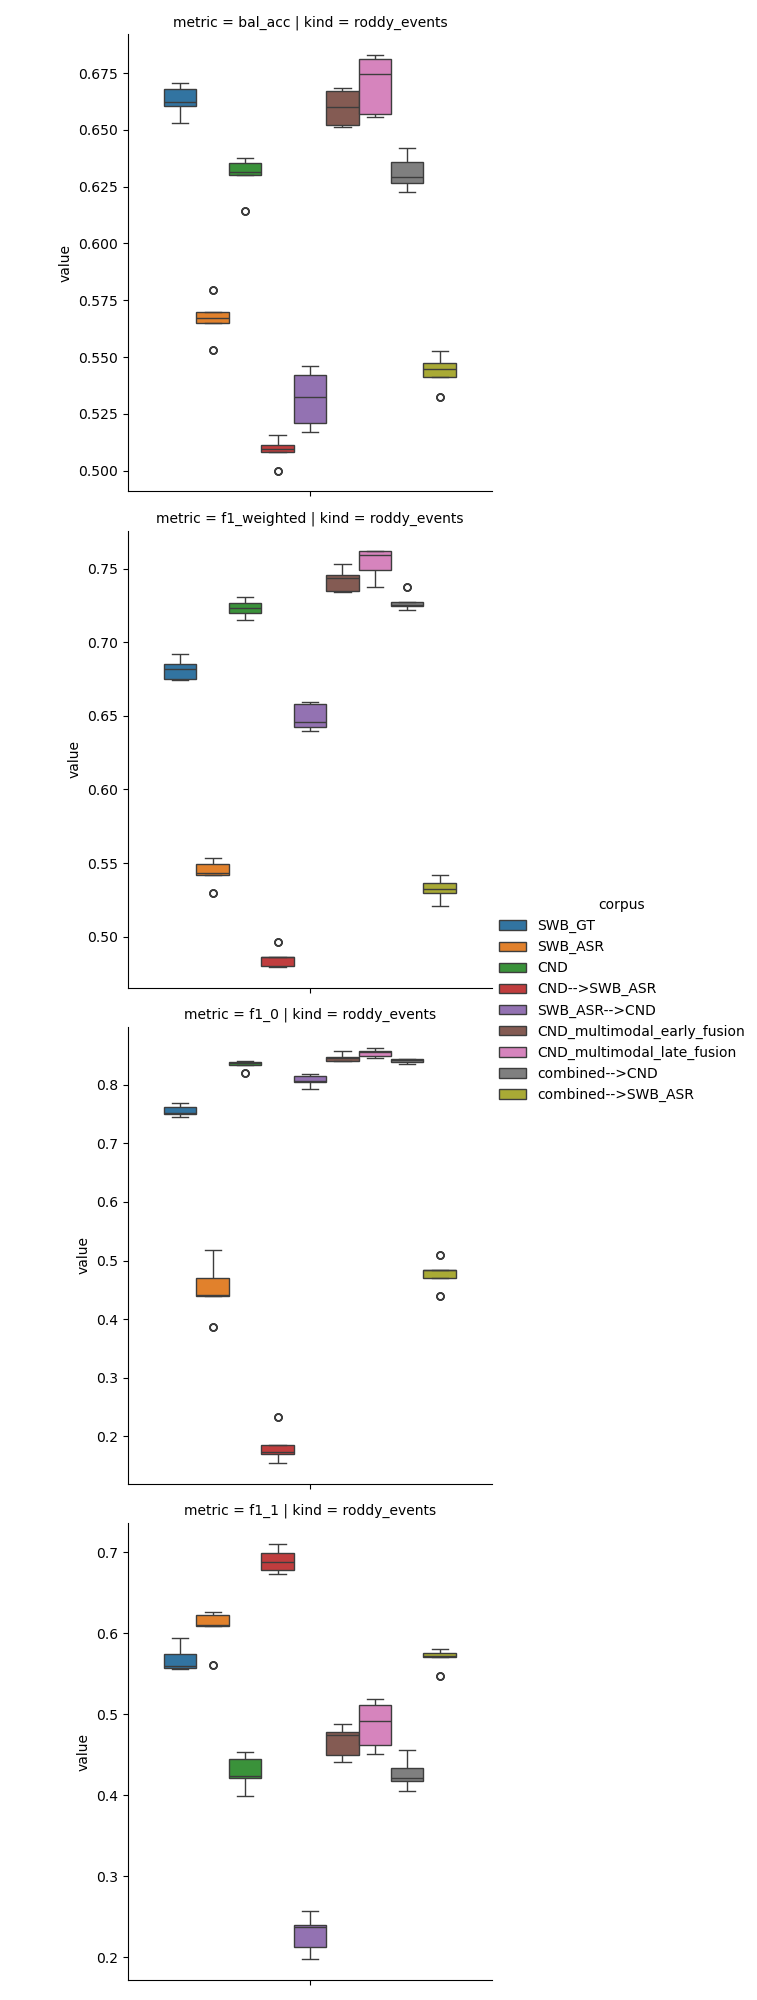 metric = bal_acc | kind = roddy_events
0.675
0.650
0.625
0.600
0.575
0.550
0.525
0.500
value
metric = f1_weighted | kind = roddy_events
0.75
0.70
0.65
0.60
0.55
0.50
value
corpus
SWB_GT
SWB_ASR
CND
CND-->SWB_ASR
SWB_ASR-->CND
CND_multimodal_early_fusion
CND_multimodal_late_fusion
combined-->CND
combined-->SWB_ASR
metric = f1_0 | kind = roddy_events
0.8
0.7
0.6
0.5
0.4
0.3
0.2
value
metric = f1_1 | kind = roddy_events
0.7
0.6
0.5
0.4
0.3
0.2
value